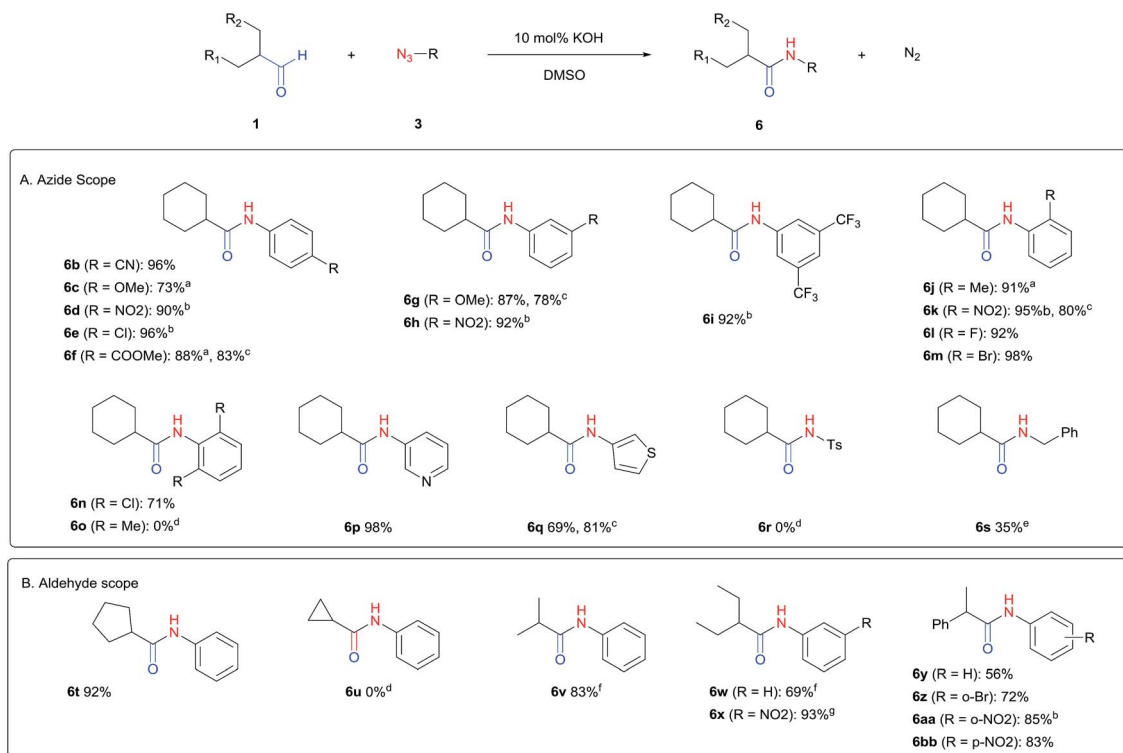 R2
R1
H
O
+
N3—R
10 mol% KOH
DMSO
R2
R1
H
N
R
O
+
N2
1
3
6
A. Azide Scope
H
N
O
R
6b (R = CN): 96%
6c (R = OMe): 73%a
6d (R = NO2): 90%b
6e (R = Cl): 96%b
6f (R = COOMe): 88%a, 83%c
H
N
O
R
6g (R = OMe): 87%, 78%c
6h (R = NO2): 92%b
H
N
O
CF3
CF3
6i 92%b
H
N
O
R
6j (R = Me): 91%a
6k (R = NO2): 95%b, 80%c
6l (R = F): 92%
6m (R = Br): 98%
H
N
O
R
R
6n (R = Cl): 71%
6o (R = Me): 0%d
H
N
O
N
6p 98%
H
N
O
S
6q 69%, 81%c
H
N
Ts
O
6r 0%d
H
N
Ph
O
6s 35%e
B. Aldehyde scope
H
N
O
6t 92%
H
N
O
6u 0%d
H
N
O
6v 83%f
H
N
O
R
6w (R = H): 69%f
6x (R = NO2): 93%g
Ph
H
N
O
R
6y (R = H): 56%
6z (R = o-Br): 72%
6aa (R = o-NO2): 85%b
6bb (R = p-NO2): 83%